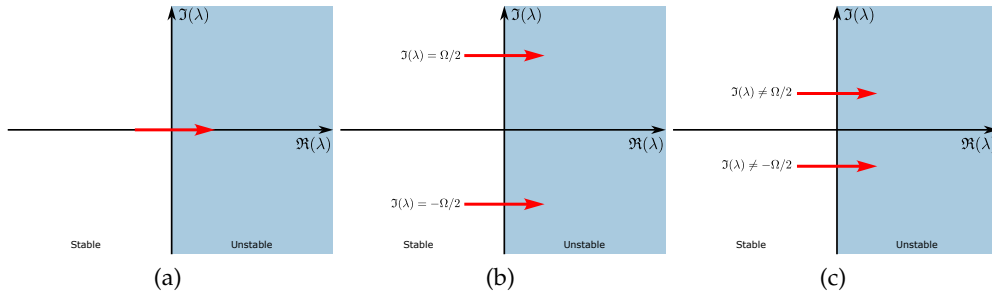 ℑ(λ)
ℜ(λ)
Stable
Unstable
(a)
ℑ(λ)
ℑ(λ) = Ω/2
ℜ(λ)
ℑ(λ) = −Ω/2
Stable
Unstable
(b)
ℑ(λ)
ℑ(λ) ≠ Ω/2
ℜ(λ)
ℑ(λ) ≠ −Ω/2
Stable
Unstable
(c)